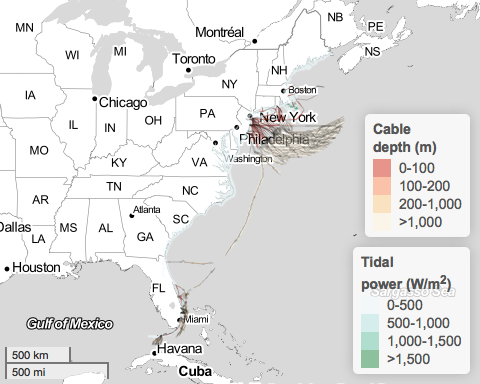 NB
MN
PE
Montréal
NS
WI
MI
Toronto
NH
NY
Boston
IA
Chicago
PA
New York
IL
IN
OH
Philadelphia
MO
Washington
KY
VA
TN
NC
AR
Atlanta
SC
Dallas
MS
AL
GA
LA
Houston
FL
Miami
Gulf of Mexico
Havana
Cuba
500 km
500 mi
Cable
depth (m)
0-100
100-200
200-1,000
>1,000
Tidal
power (W/m²)
Sargasso Sea
0-500
500-1,000
1,000-1,500
>1,500